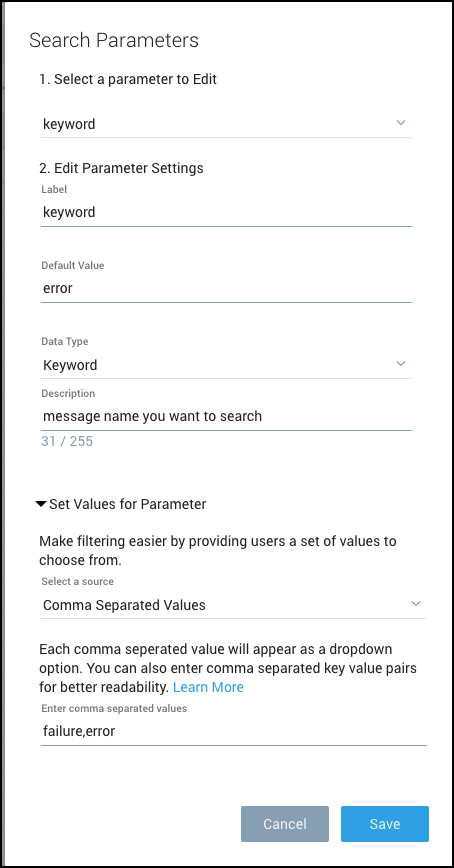 Search Parameters
1. Select a parameter to Edit
keyword
2. Edit Parameter Settings
Label
keyword
Default Value
error
Data Type
Keyword
Description
message name you want to search
31 / 255
Set Values for Parameter
Make filtering easier by providing users a set of values to
choose from.
Select a source
Comma Separated Values
Each comma seperated value will appear as a dropdown
option. You can also enter comma separated key value pairs
for better readability. Learn More
Enter comma separated values
failure,error
Cancel Save